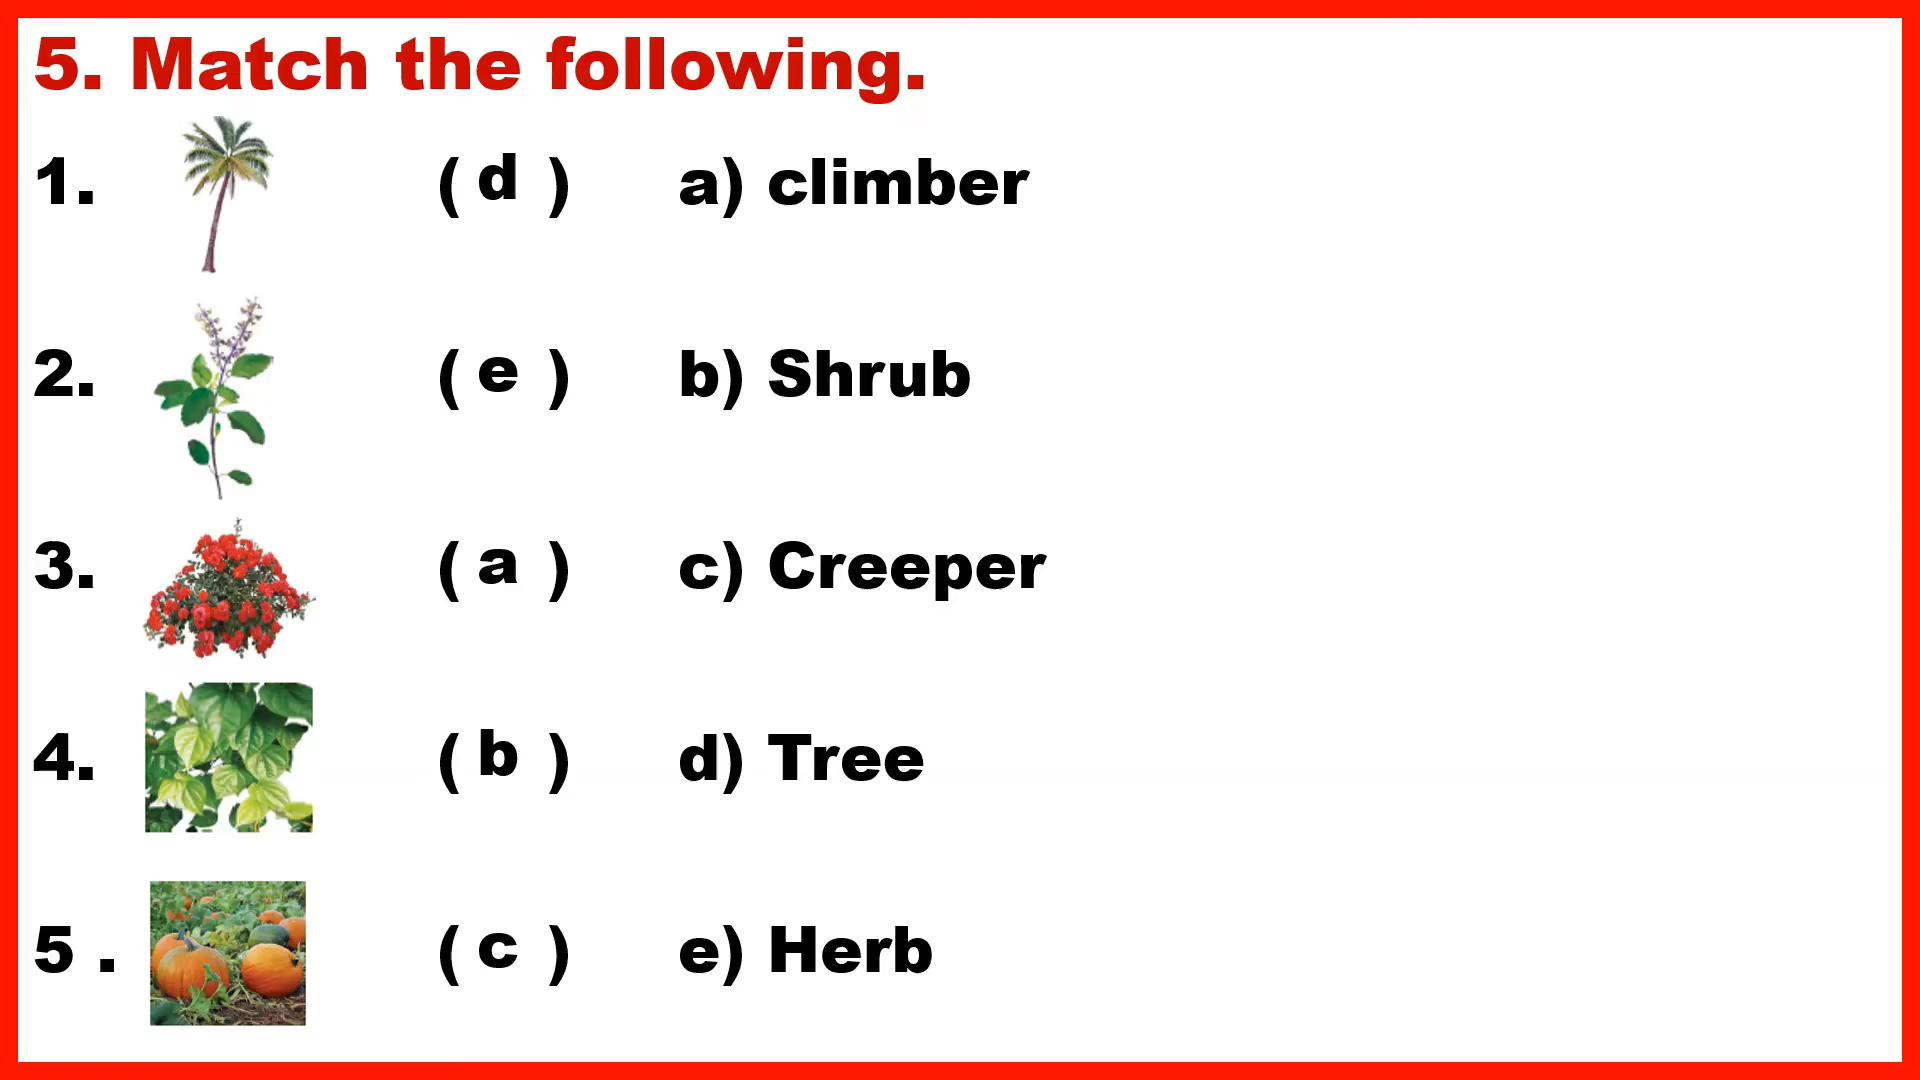 5. Match the following.
1. ( d ) a) climber
2. ( e ) b) Shrub
3. ( a ) c) Creeper
4. ( b ) d) Tree
5 . ( c ) e) Herb